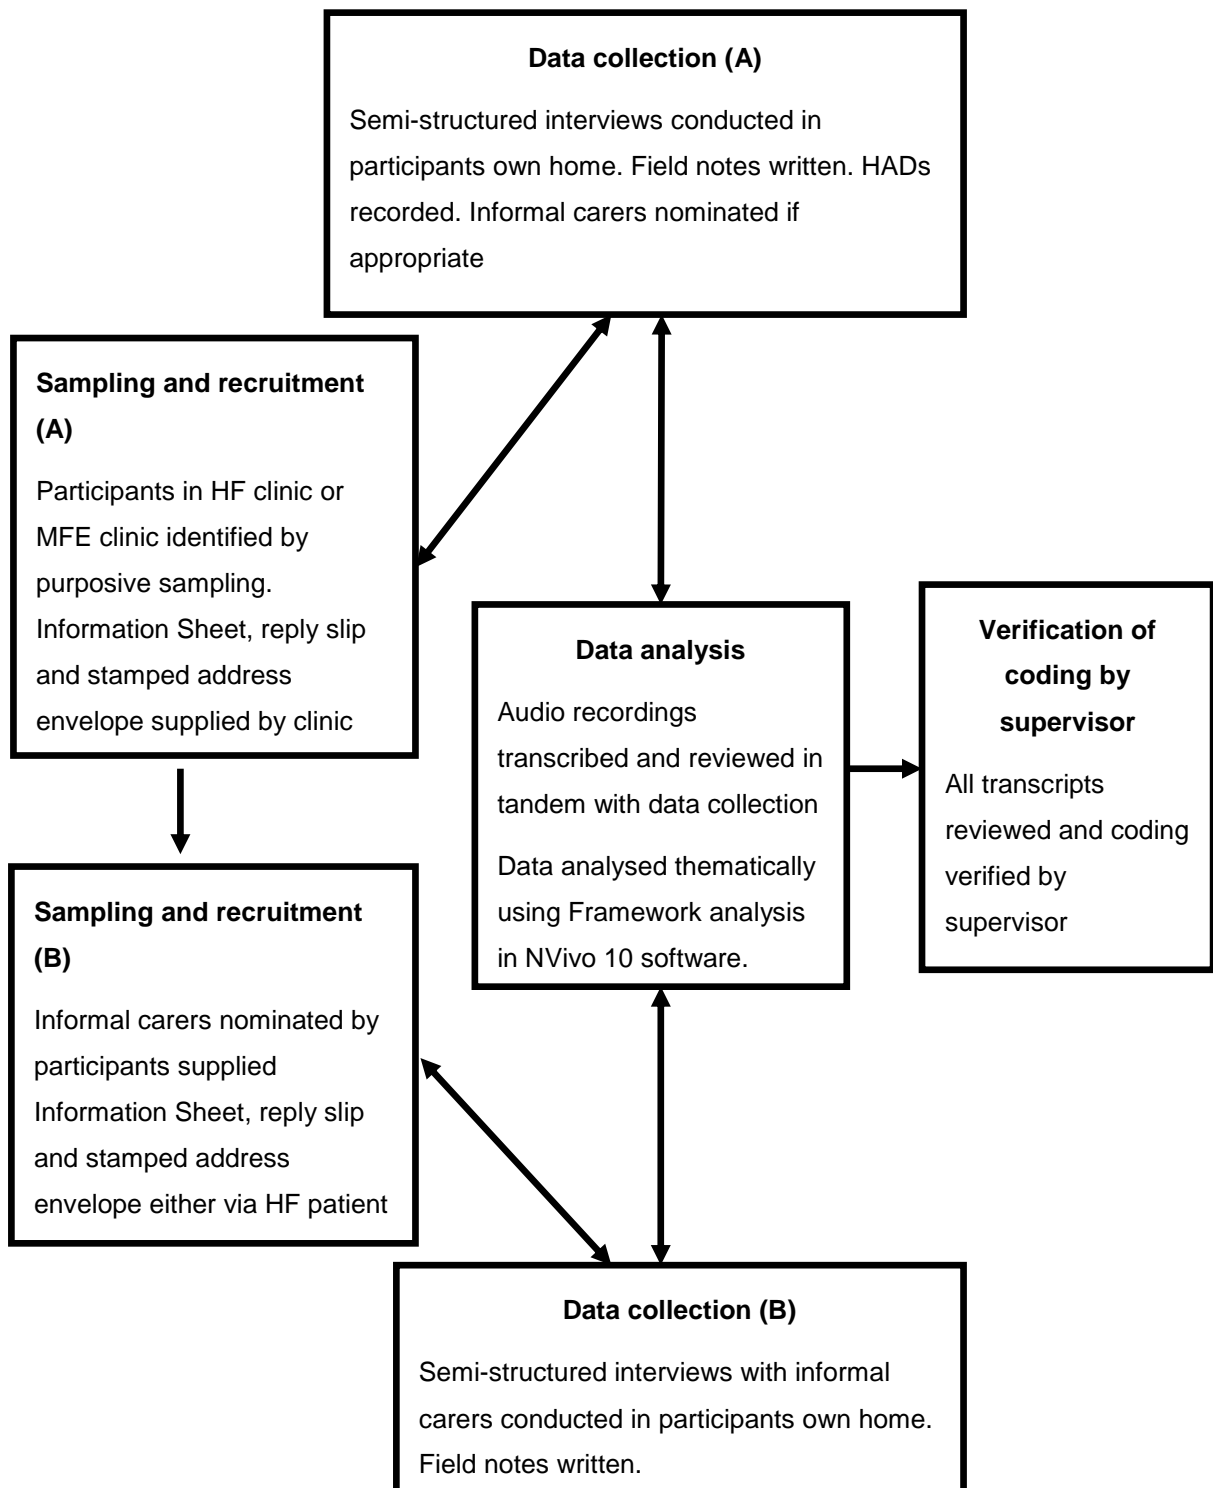 Data collection (A)
Semi-structured interviews conducted in
participants own home. Field notes written. HADs
recorded. Informal carers nominated if
appropriate
Sampling and recruitment
(A)
Participants in HF clinic or
MFE clinic identified by
purposive sampling.
Information Sheet, reply slip
and stamped address
envelope supplied by clinic
Data analysis
Audio recordings
transcribed and reviewed in
tandem with data collection
Data analysed thematically
using Framework analysis
in NVivo 10 software.
Verification of
coding by
supervisor
All transcripts
reviewed and coding
verified by
supervisor
Sampling and recruitment
(B)
Informal carers nominated by
participants supplied
Information Sheet, reply slip
and stamped address
envelope either via HF patient
Data collection (B)
Semi-structured interviews with informal
carers conducted in participants own home.
Field notes written.